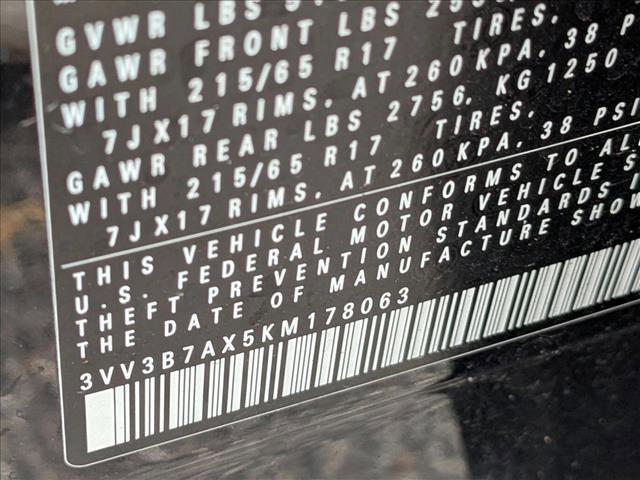 GVWR LBS
GAWR FRONT LBS
WITH 215/65 R17 TIRES.
7JX17 RIMS. AT 260 KPA. 38
GAWR REAR LBS 2756. KG 1250
WITH 215/65 R17 TIRES.
7JX17 RIMS. AT 260 KPA. 38 PSI
THIS VEHICLE CONFORMS TO
U.S. FEDERAL MOTOR VEHICLE
THEFT PREVENTION STANDARDS
THE DATE OF MANUFACTURE
3VV3B7AX5KM178063